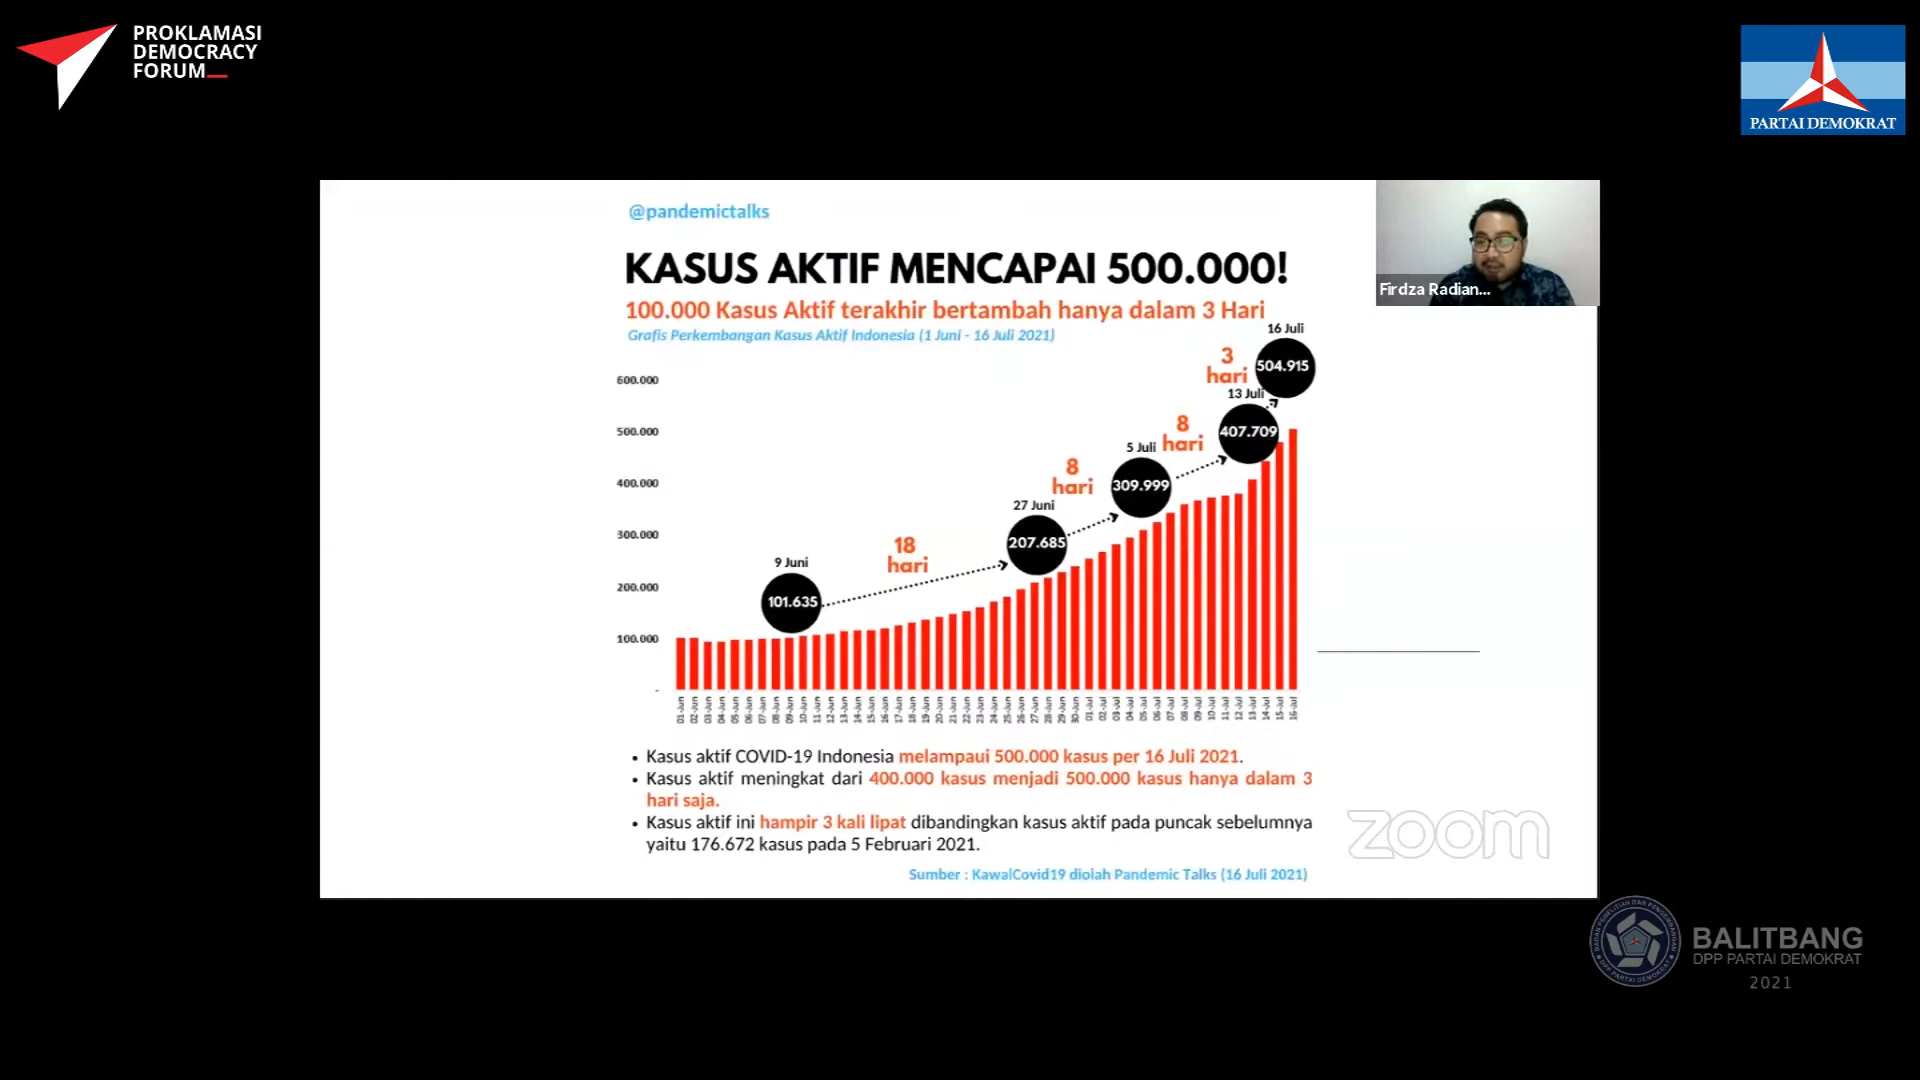 PROKLAMASI
DEMOCRACY
FORUM
PARTAI DEMOKRAT
@pandemictalks
KASUS AKTIF MENCAPAI 500.000!
100.000 Kasus Aktif terakhir bertambah hanya dalam 3 Hari
Grafis Perkembangan Kasus Aktif Indonesia (1 Juni - 16 Juli 2021)
Firdza Radian...
16 Juli
504.915
3
hari
13 Juli
407.709
8
hari
5 Juli
309.999
8
hari
27 Juni
207.685
18
hari
9 Juni
101.635
600.000
500.000
400.000
300.000
200.000
100.000
-
01-Jun 02-Jun 03-Jun 04-Jun 05-Jun 06-Jun 07-Jun 08-Jun 09-Jun 10-Jun 11-Jun 12-Jun 13-Jun 14-Jun 15-Jun 16-Jun 17-Jun 18-Jun 19-Jun 20-Jun 21-Jun 22-Jun 23-Jun 24-Jun 25-Jun 26-Jun 27-Jun 28-Jun 29-Jun 30-Jun 01-Jul 02-Jul 03-Jul 04-Jul 05-Jul 06-Jul 07-Jul 08-Jul 09-Jul 10-Jul 11-Jul 12-Jul 13-Jul 14-Jul 15-Jul 16-Jul
• Kasus aktif COVID-19 Indonesia melampaui 500.000 kasus per 16 Juli 2021.
• Kasus aktif meningkat dari 400.000 kasus menjadi 500.000 kasus hanya dalam 3
hari saja.
• Kasus aktif ini hampir 3 kali lipat dibandingkan kasus aktif pada puncak sebelumnya
yaitu 176.672 kasus pada 5 Februari 2021.
Sumber : KawalCovid19 diolah Pandemic Talks (16 Juli 2021)
zoom
BADAN PENELITIAN DAN PENGEMBANGAN
DPP PARTAI DEMOKRAT
BALITBANG
DPP PARTAI DEMOKRAT
2021